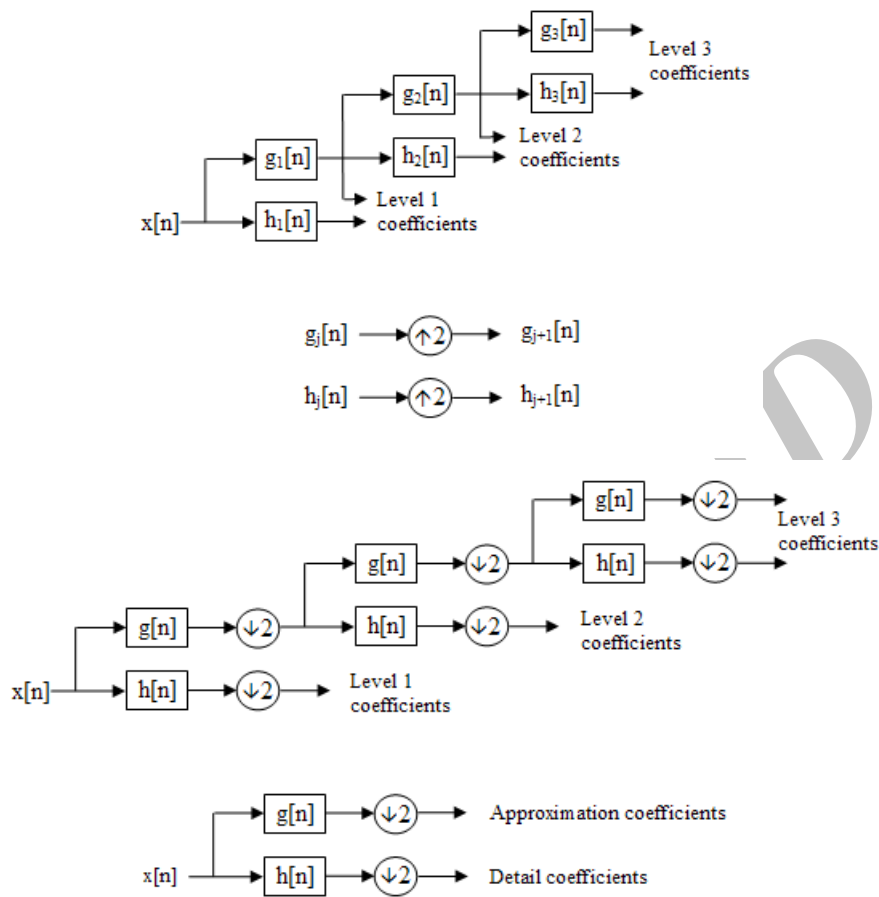 g₃[n]
Level 3
coefficients
g₂[n]
h₃[n]
Level 2
coefficients
g₁[n]
h₂[n]
Level 1
coefficients
x[n]
h₁[n]
gⱼ[n] ↑2 gⱼ₊₁[n]
hⱼ[n] ↑2 hⱼ₊₁[n]
g[n] ↓2
Level 3
coefficients
g[n] ↓2 h[n] ↓2
g[n] ↓2 h[n] ↓2
Level 2
coefficients
x[n] h[n] ↓2
Level 1
coefficients
g[n] ↓2 Approximation coefficients
x[n] h[n] ↓2 Detail coefficients